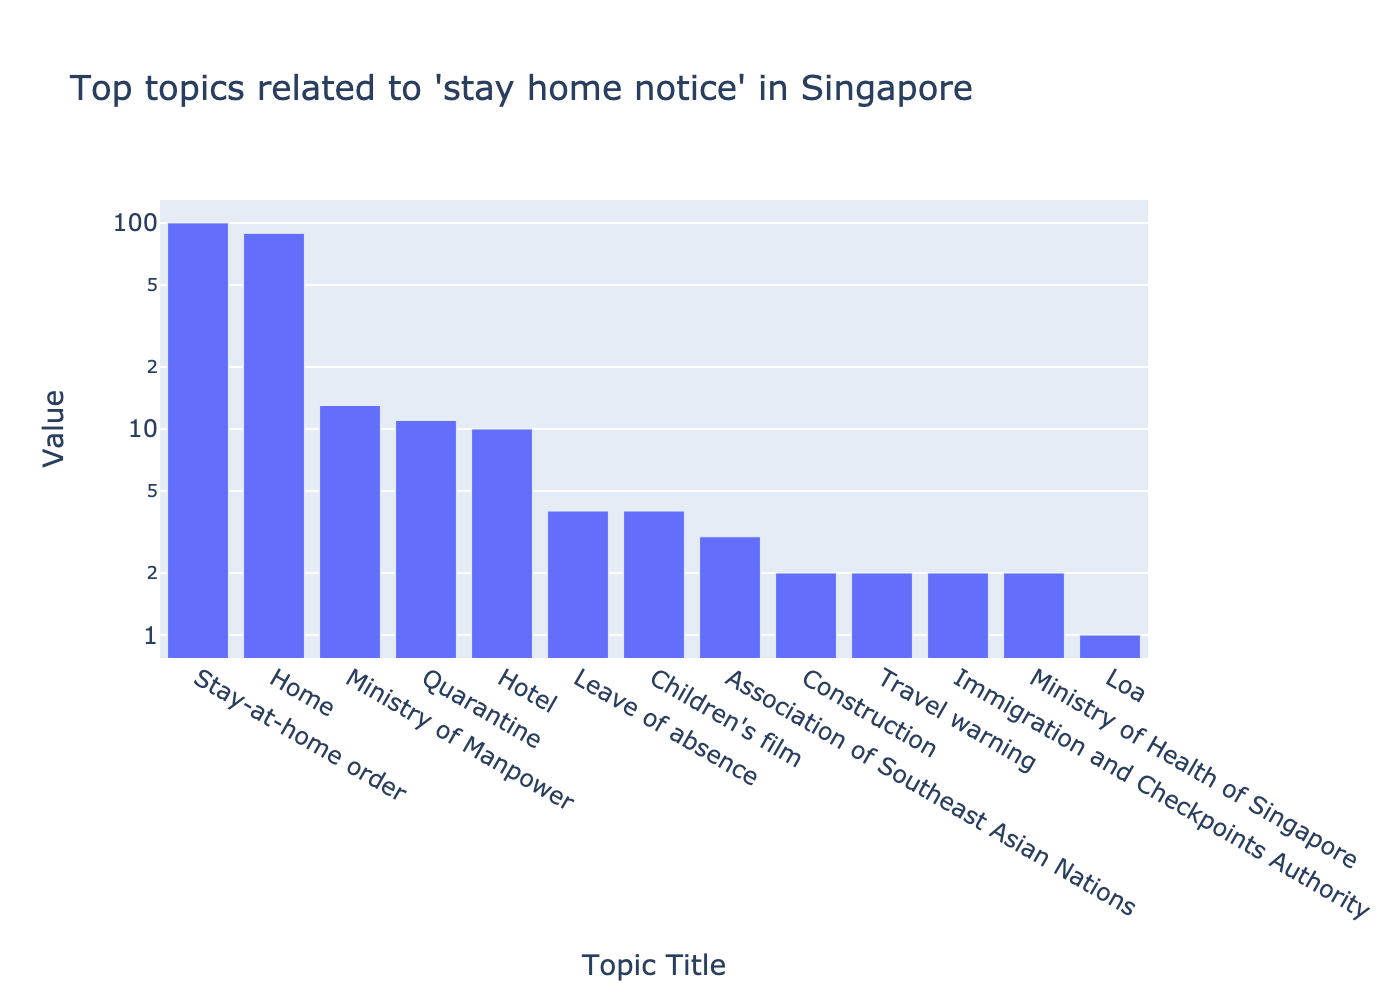 Top topics related to 'stay home notice' in Singapore
Value
100
5
2
10
5
2
1
Stay-at-home order
Home
Ministry of Manpower
Quarantine
Hotel
Leave of absence
Children's film
Association of Southeast Asian Nations
Construction
Travel warning
Immigration and Checkpoints Authority
Ministry of Health of Singapore
Loa
Topic Title